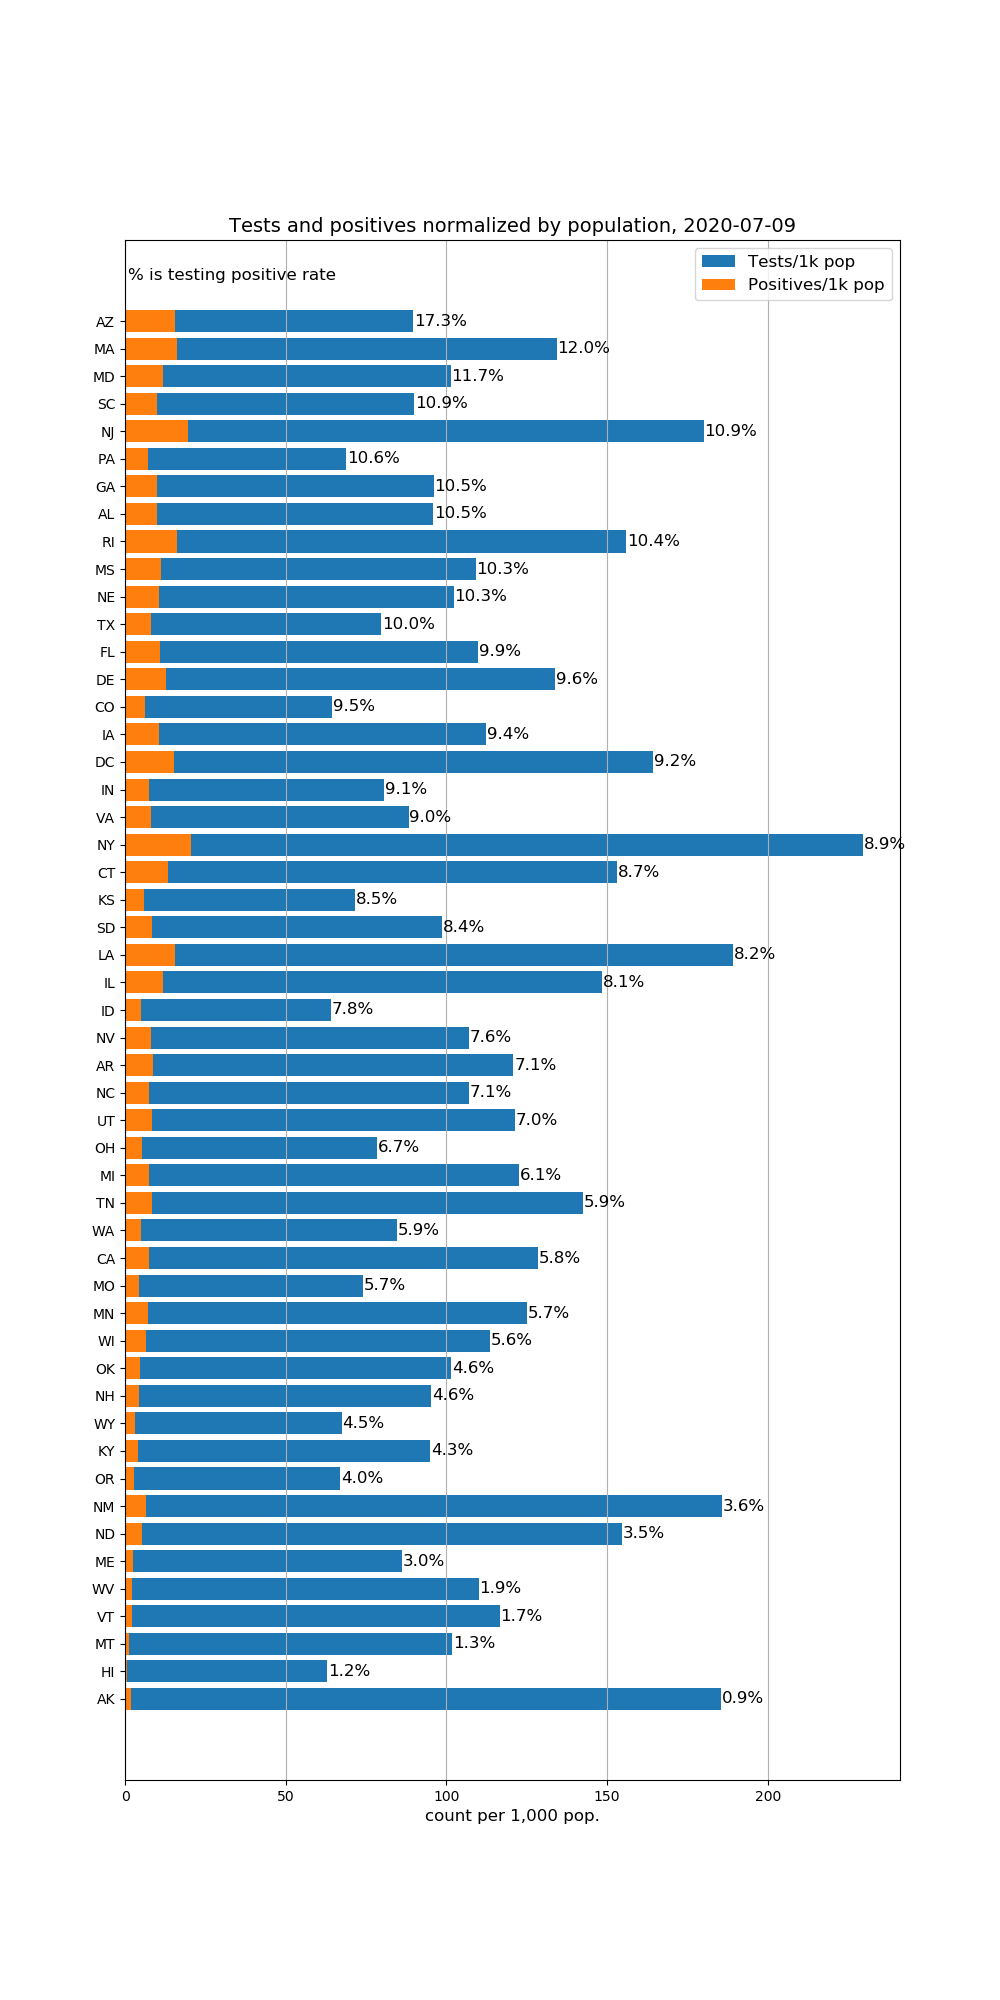 Tests and positives normalized by population, 2020-07-09
% is testing positive rate
Tests/1k pop
Positives/1k pop
AZ 17.3%
MA 12.0%
MD 11.7%
SC 10.9%
NJ 10.9%
PA 10.6%
GA 10.5%
AL 10.5%
RI 10.4%
MS 10.3%
NE 10.3%
TX 10.0%
FL 9.9%
DE 9.6%
CO 9.5%
IA 9.4%
DC 9.2%
IN 9.1%
VA 9.0%
NY 8.9%
CT 8.7%
KS 8.5%
SD 8.4%
LA 8.2%
IL 8.1%
ID 7.8%
NV 7.6%
AR 7.1%
NC 7.1%
UT 7.0%
OH 6.7%
MI 6.1%
TN 5.9%
WA 5.9%
CA 5.8%
MO 5.7%
MN 5.7%
WI 5.6%
OK 4.6%
NH 4.6%
WY 4.5%
KY 4.3%
OR 4.0%
NM 3.6%
ND 3.5%
ME 3.0%
WV 1.9%
VT 1.7%
MT 1.3%
HI 1.2%
AK 0.9%
0 50 100 150 200
count per 1,000 pop.